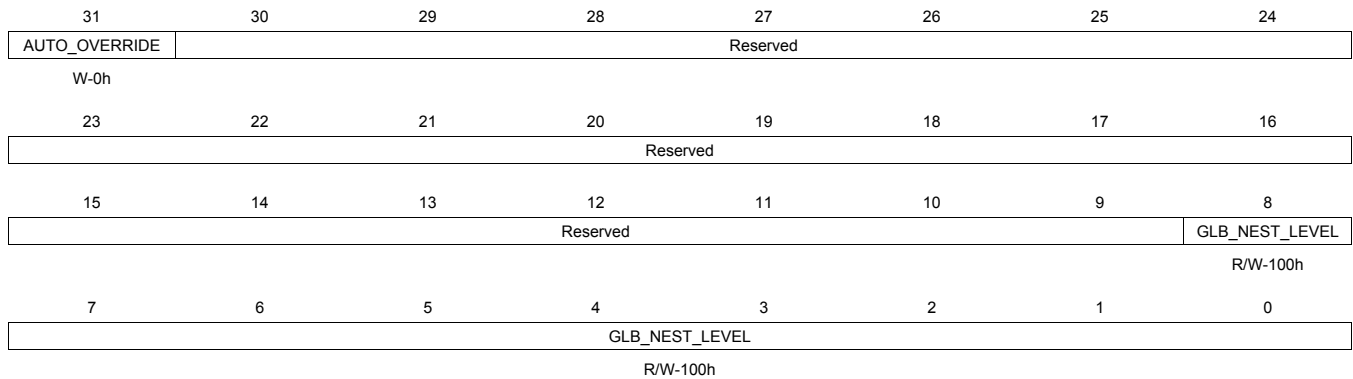 31 30 29 28 27 26 25 24
AUTO_OVERRIDE Reserved
W-0h
23 22 21 20 19 18 17 16
Reserved
15 14 13 12 11 10 9 8
Reserved GLB_NEST_LEVEL
R/W-100h
7 6 5 4 3 2 1 0
GLB_NEST_LEVEL
R/W-100h